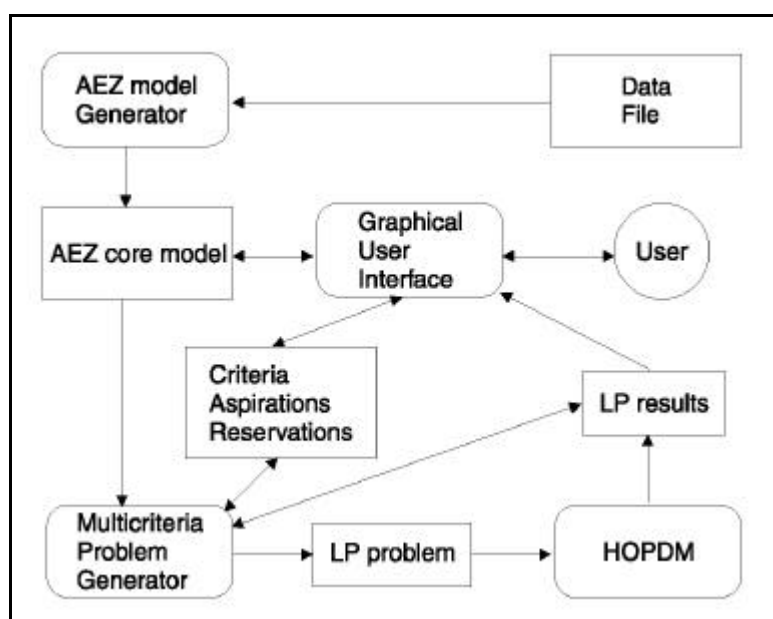 AEZ model
Generator
Data
File
AEZ core model
Graphical
User
Interface
User
Criteria
Aspirations
Reservations
LP results
Multicriteria
Problem
Generator
LP problem
HOPDM